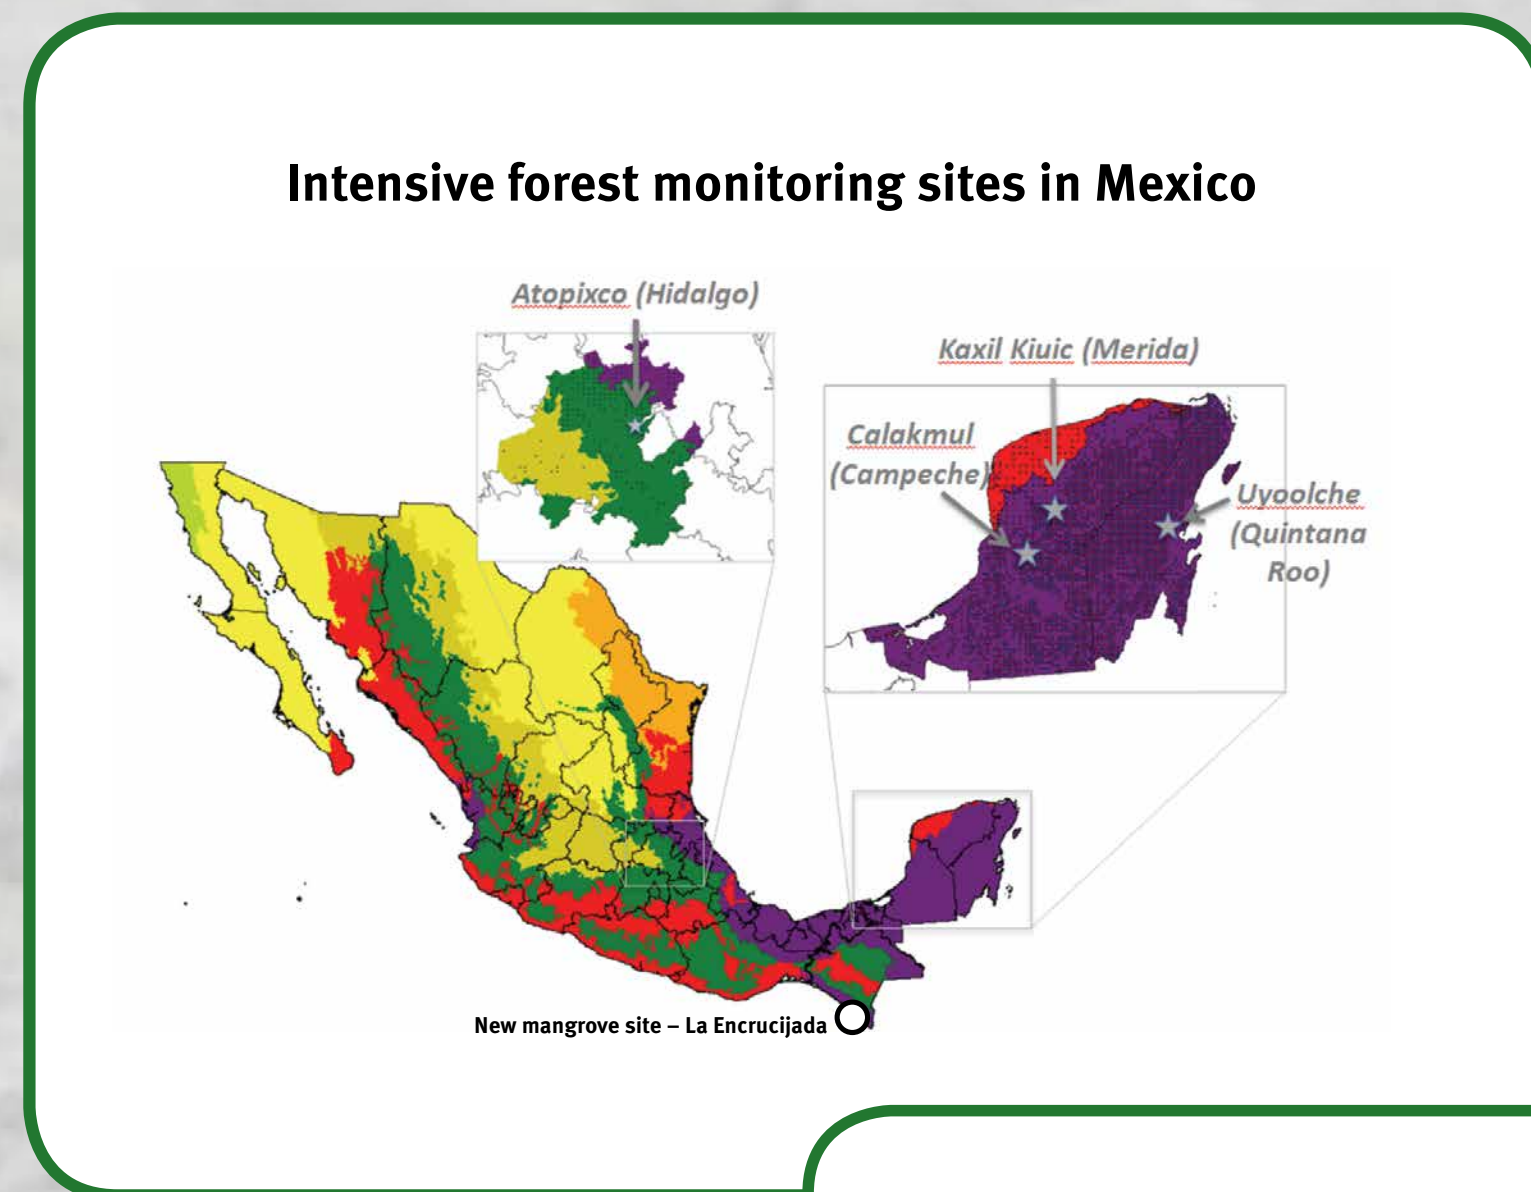 Intensive forest monitoring sites in Mexico
Atopixco (Hidalgo)
Kaxil Kiuic (Merida)
Calakmul
(Campeche)
Uyoolche
(Quintana
Roo)
New mangrove site – La Encrucijada